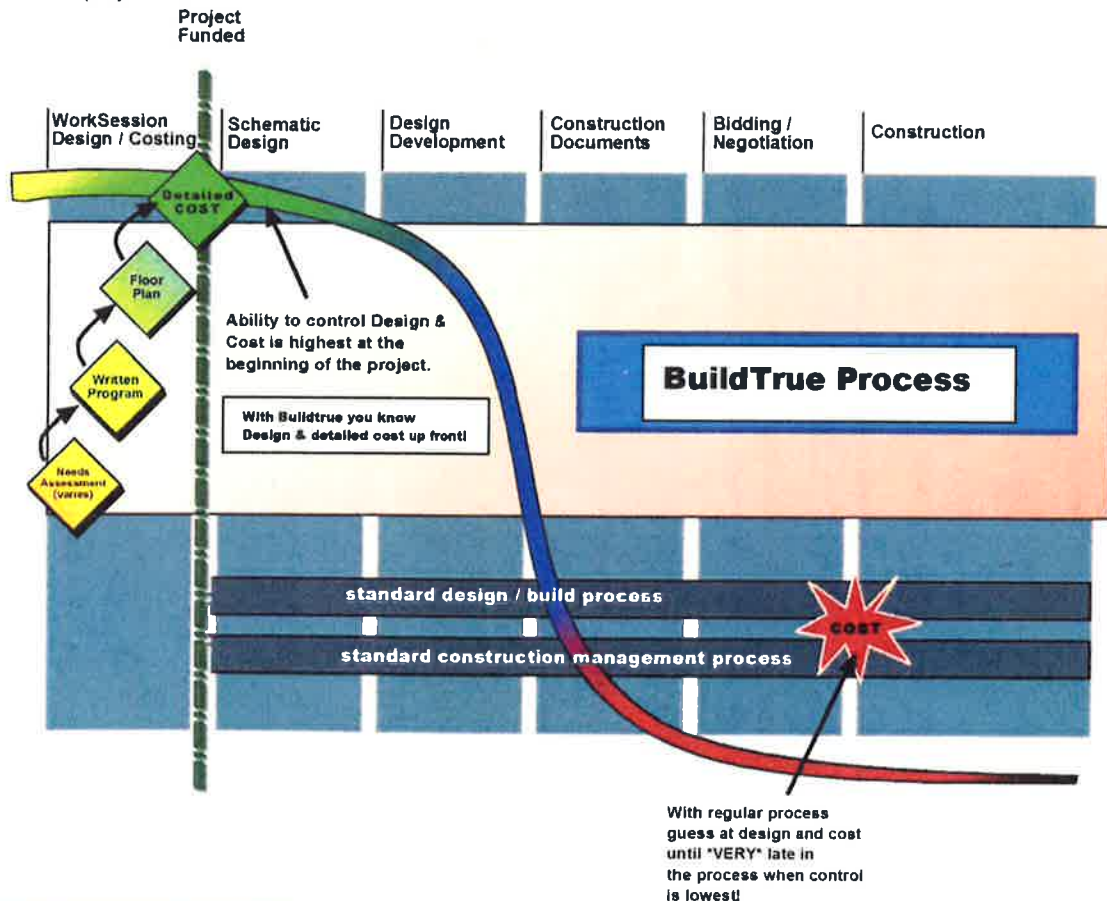 Project
Funded
WorkSession
Design / Costing
Schematic
Design
Design
Development
Construction
Documents
Bidding /
Negotiation
Construction
Detailed
COST
Floor
Plan
Written
Program
Needs
Assessment
(varies)
Ability to control Design &
Cost is highest at the
beginning of the project.
With Buildtrue you know
Design & detailed cost up front!
BuildTrue Process
standard design / build process
standard construction management process
COST
With regular process
guess at design and cost
until *VERY* late in
the process when control
is lowest!